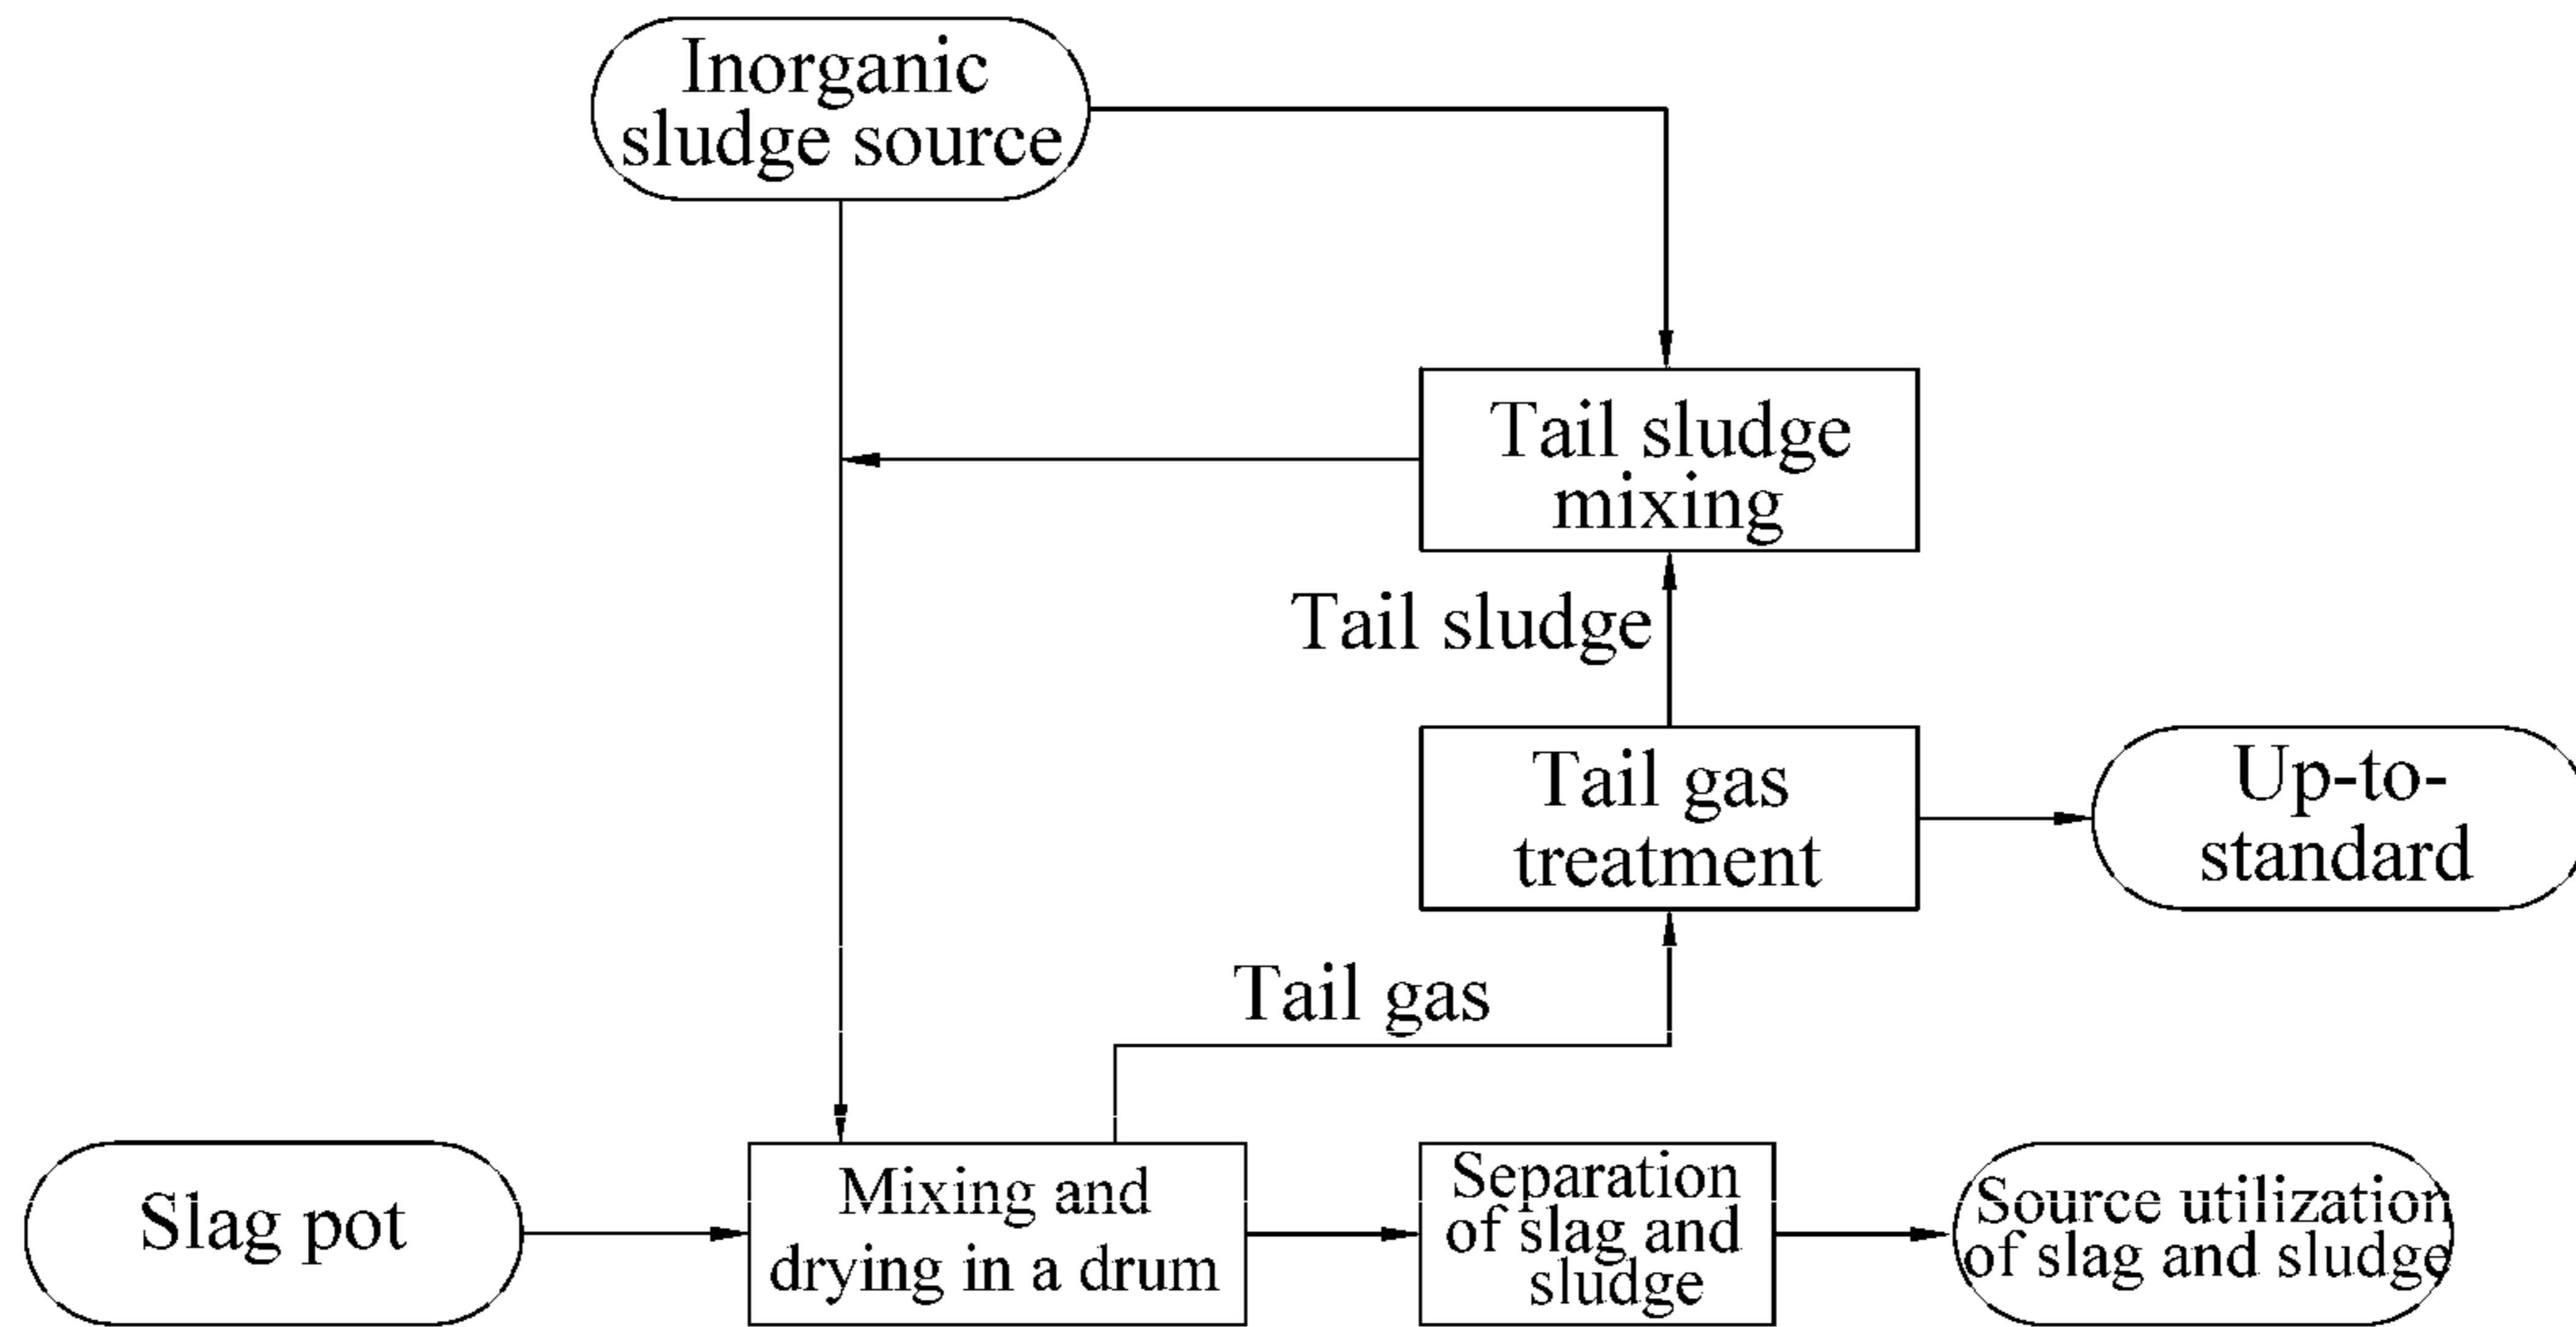 Inorganic
sludge source
Tail sludge
mixing
Tail sludge
Tail gas
treatment
Up-to-
standard
Tail gas
Slag pot
Mixing and
drying in a drum
Separation
of slag and
sludge
Source utilization
of slag and sludge